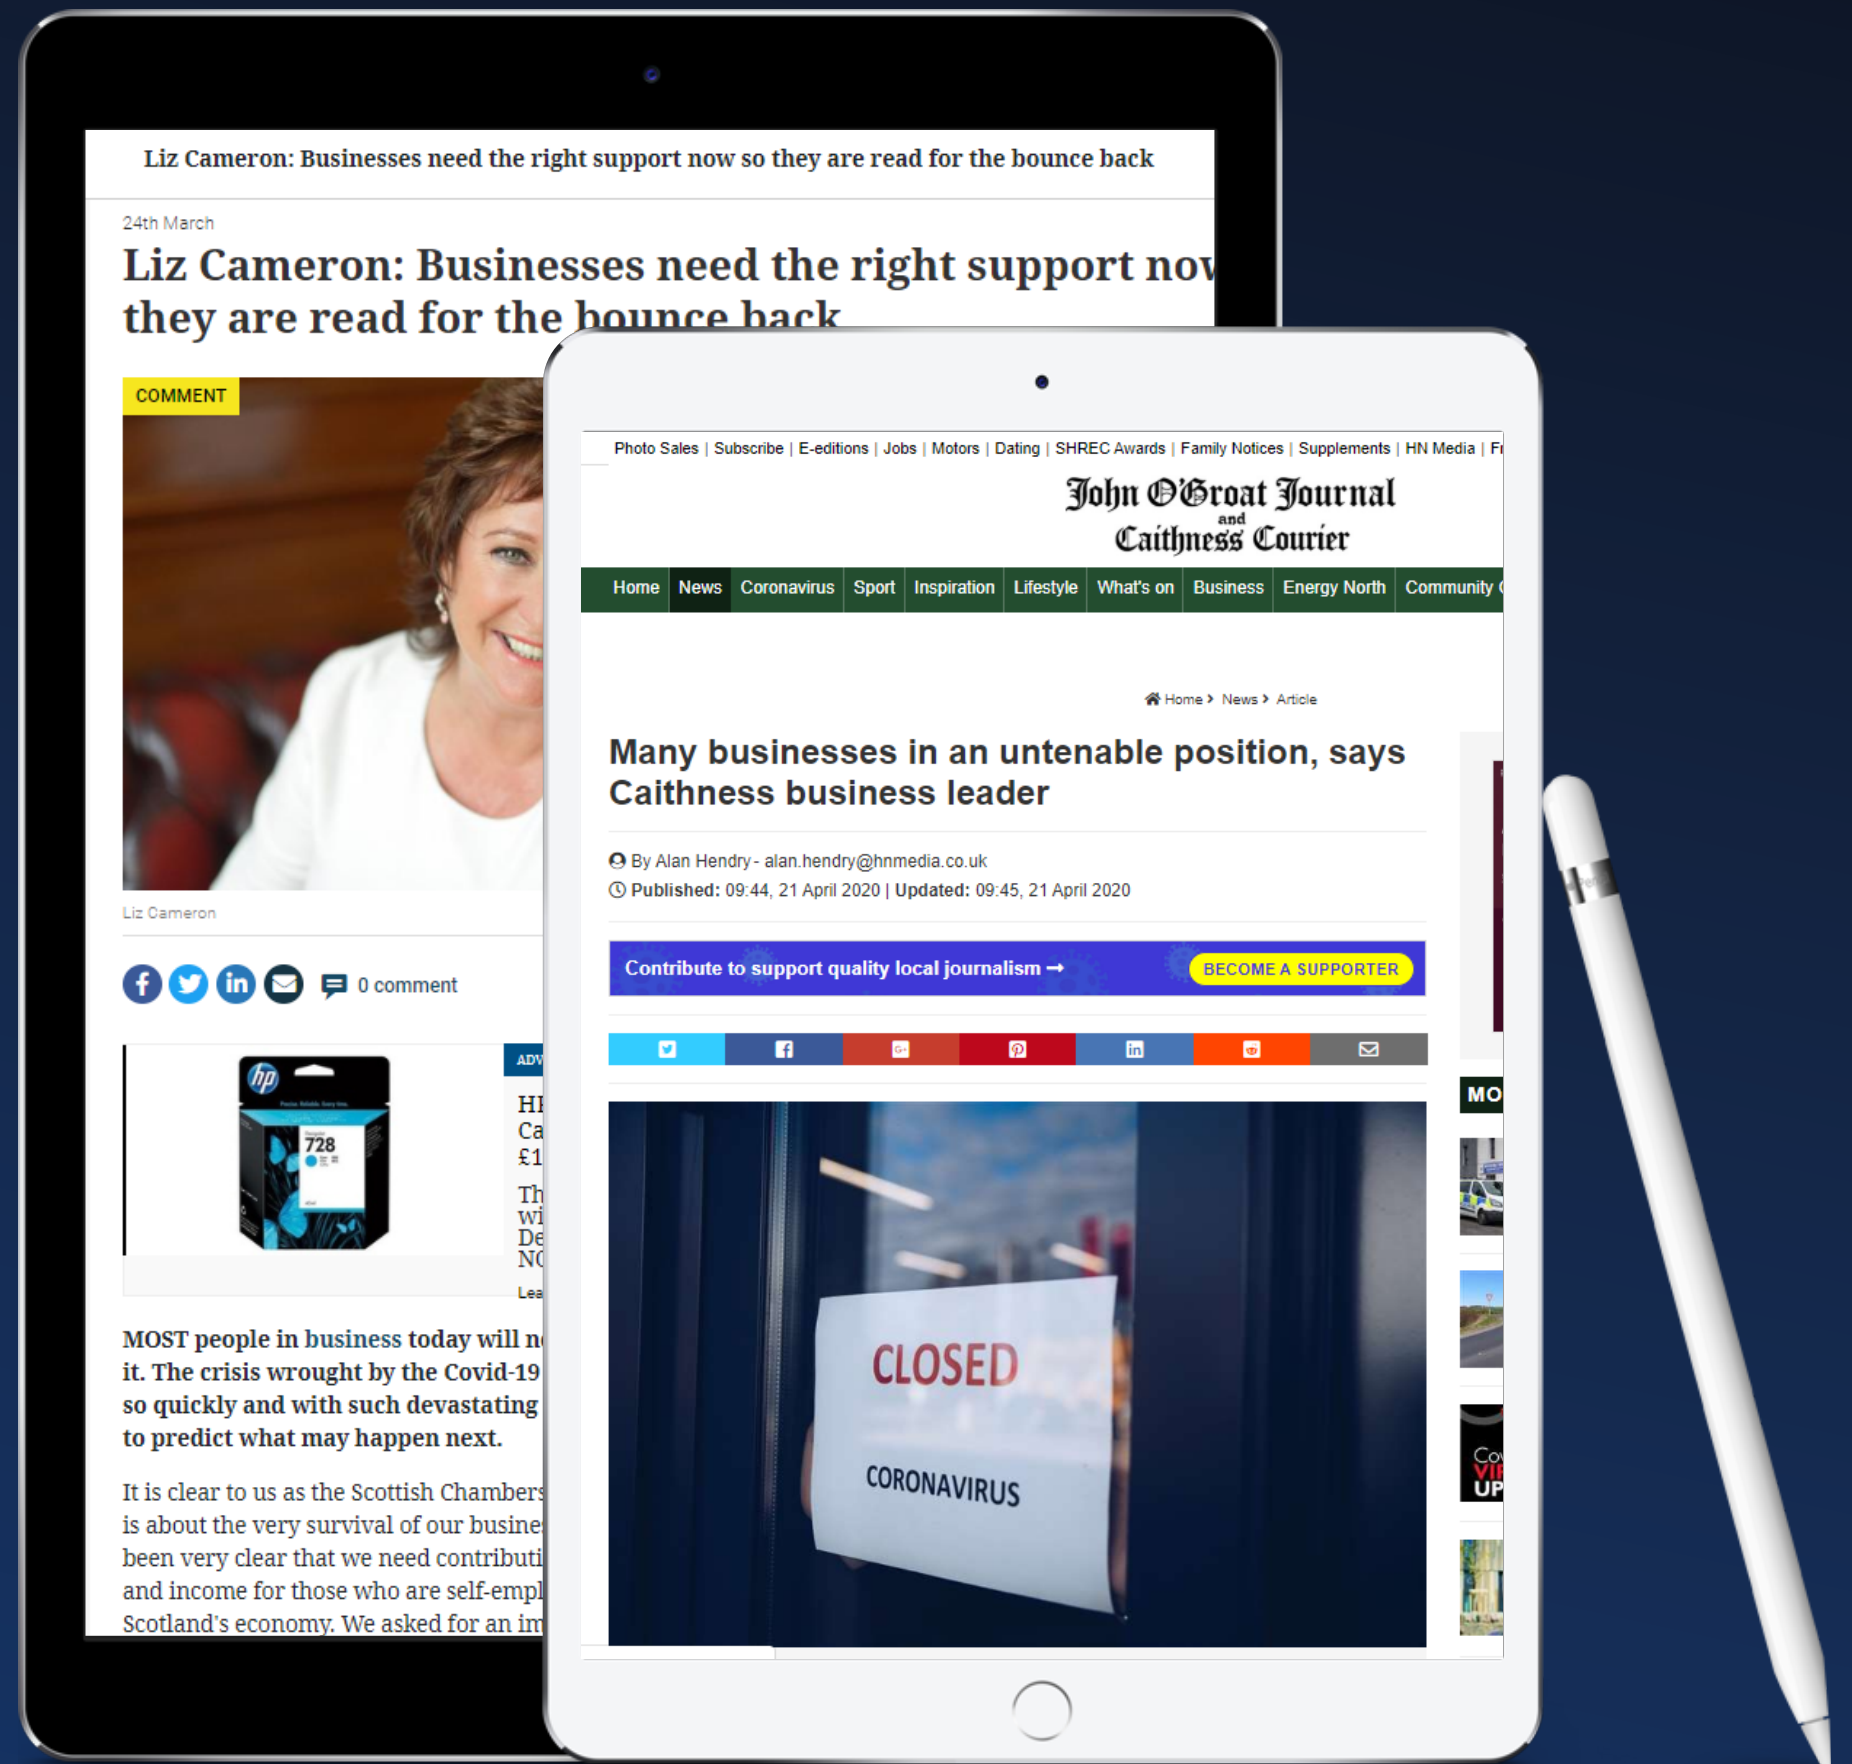 Liz Cameron: Businesses need the right support now so they are read for the bounce back
24th March
Liz Cameron: Businesses need the right support now
they are read for the bounce back
COMMENT
Liz Cameron
0 comment
hp
728
ADV
£1
Lea
MOST people in business today will
it. The crisis wrought by the Covid-19
so quickly and with such devastating
to predict what may happen next.
It is clear to us as the Scottish Chambers
is about the very survival of our
been very clear that we need
and income for those who are
Scotland's economy. We asked for an
Photo Sales | Subscribe | E-editions | Jobs | Motors | Dating | SHREC Awards | Family Notices | Supplements | HN Media |
John O'Groat Journal
and
Caithness Courier
Home News Coronavirus Sport Inspiration Lifestyle What's on Business Energy North Community
Home > News > Article
Many businesses in an untenable position, says
Caithness business leader
By Alan Hendry - alan.hendry@hnmedia.co.uk
Published: 09:44, 21 April 2020 | Updated: 09:45, 21 April 2020
Contribute to support quality local journalism →
BECOME A SUPPORTER
CLOSED
CORONAVIRUS
MO
VIR
UP